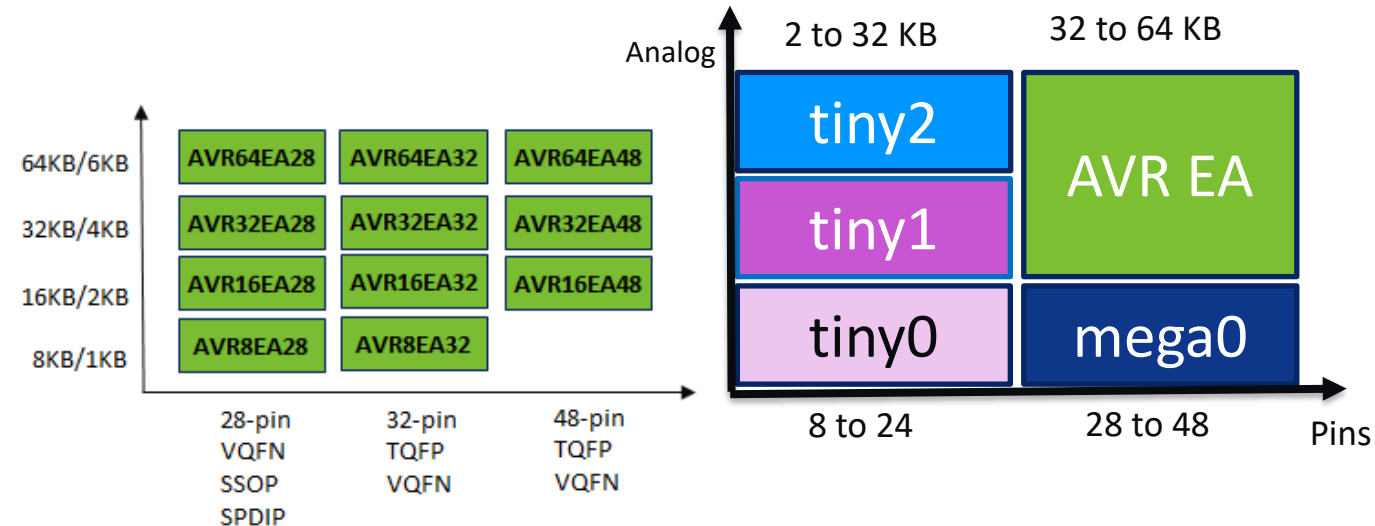 64KB/6KB
AVR64EA28
AVR64EA32
AVR64EA48
32KB/4KB
AVR32EA28
AVR32EA32
AVR32EA48
16KB/2KB
AVR16EA28
AVR16EA32
AVR16EA48
8KB/1KB
AVR8EA28
AVR8EA32
28-pin
VQFN
SSOP
SPDIP
32-pin
TQFP
VQFN
48-pin
TQFP
VQFN
Analog
2 to 32 KB
32 to 64 KB
tiny2
AVR EA
tiny1
tiny0
mega0
8 to 24
28 to 48
Pins